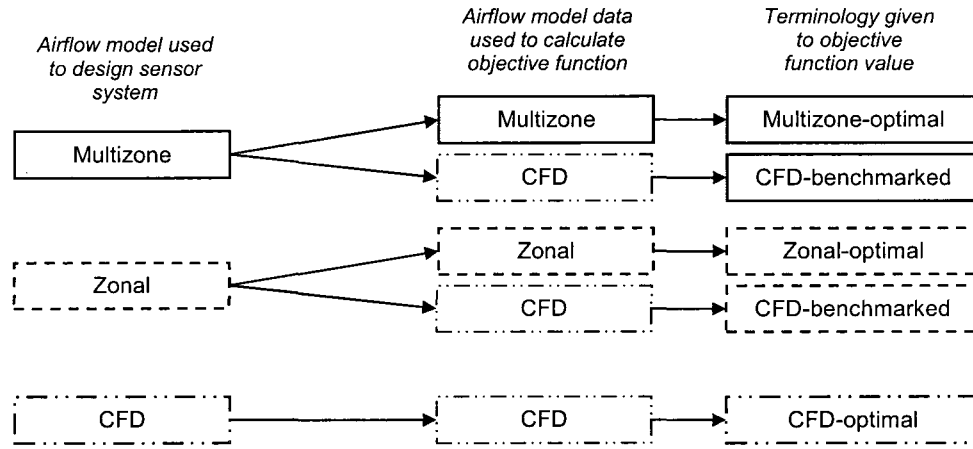 Airflow model used
to design sensor
system
Airflow model data
used to calculate
objective function
Terminology given
to objective
function value
Multizone
Multizone
Multizone-optimal
CFD
CFD-benchmarked
Zonal
Zonal
Zonal-optimal
CFD
CFD-benchmarked
CFD
CFD
CFD-optimal